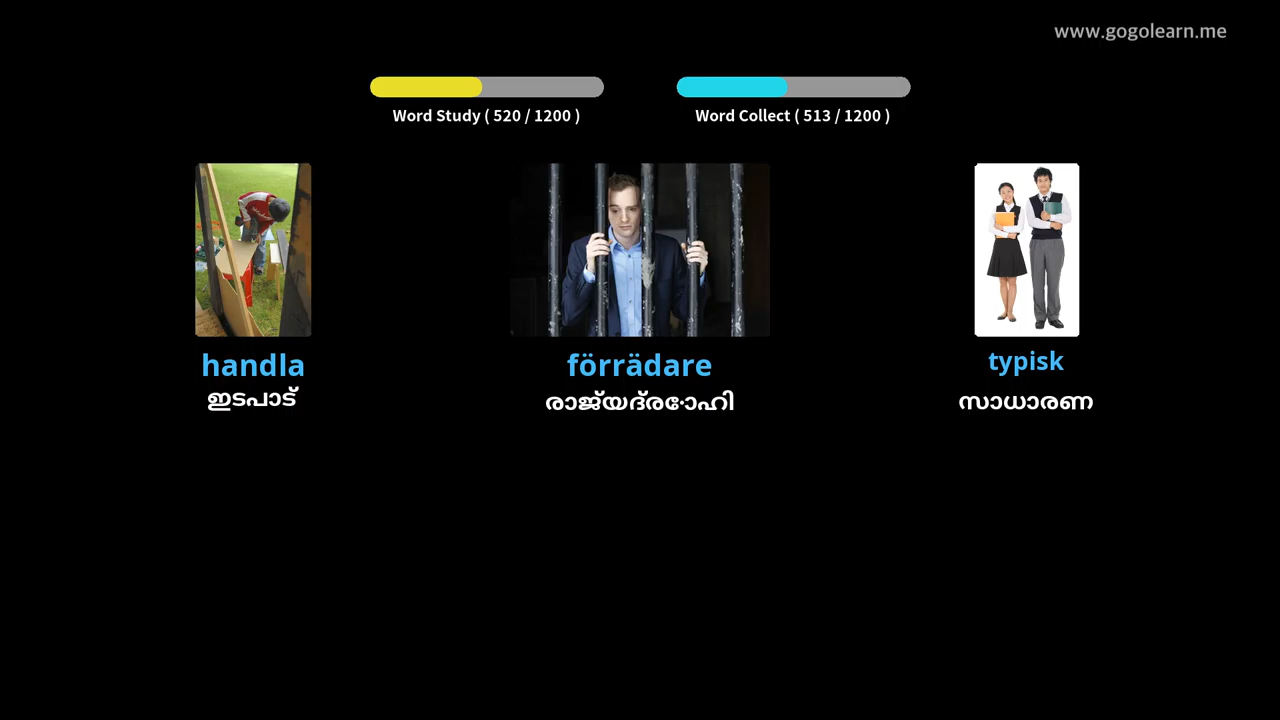 www.gogolearn.me
Word Study ( 520 / 1200 )
Word Collect ( 513 / 1200 )
handla
förrädare
typisk
ഇടപാട്
രാജ്യദ്രോഹി
സാധാരണ